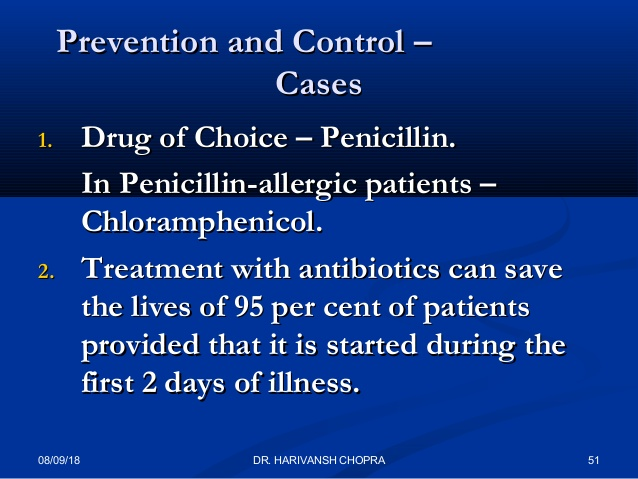 Prevention and Control –
Cases
1. Drug of Choice – Penicillin.
In Penicillin-allergic patients –
Chloramphenicol.
2. Treatment with antibiotics can save
the lives of 95 per cent of patients
provided that it is started during the
first 2 days of illness.
08/09/18 DR. HARIVANSH CHOPRA 51